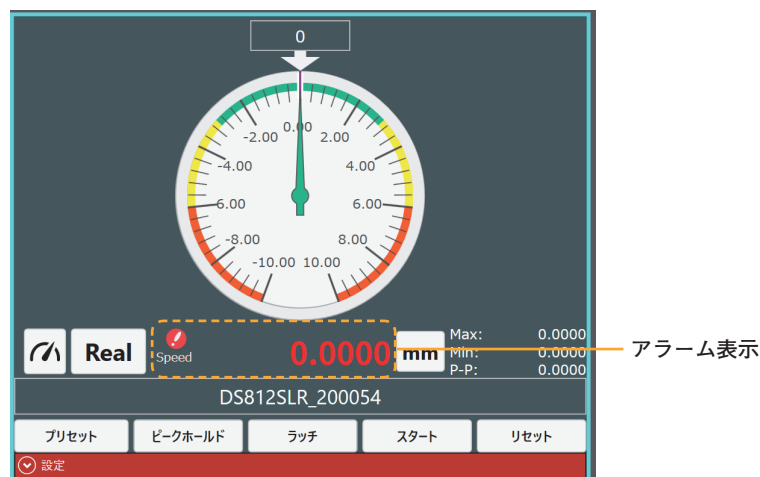 0
0.00
-2.00 2.00
-4.00 4.00
-6.00 6.00
-8.00 8.00
-10.00 10.00
Real
Speed
0.0000
mm
Max: 0.0000
Min: 0.0000
P-P: 0.0000
アラーム表示
DS812SLR_200054
プリセット ピークホールド ラッチ スタート リセット
設定